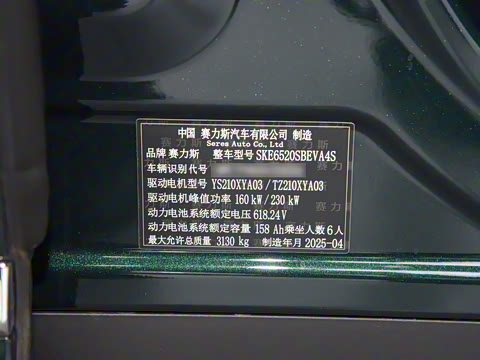 中国 赛力斯汽车有限公司 制造
Seres Auto Co., Ltd
品牌 赛力斯 整车型号 SKE6520SBEVA4S
车辆识别代号
驱动电机型号 YS210XYA03 / TZ210XYA03
驱动电机峰值功率 160 kW / 230 kW
动力电池系统额定电压 618.24 V
动力电池系统额定容量 158 Ah 乘坐人数 6 人
最大允许总质量 3130 kg 制造年月 2025-04